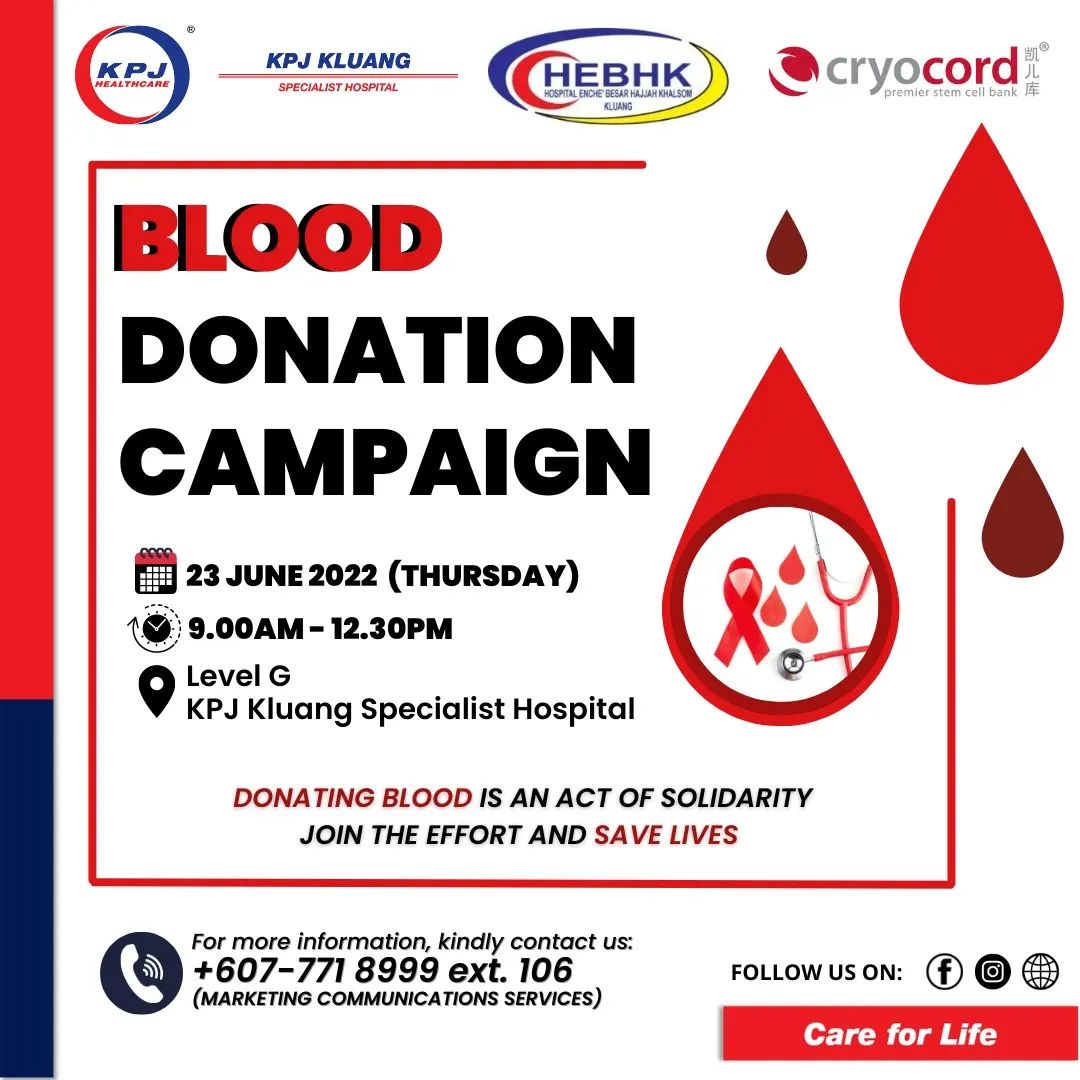 KPJ
HEALTHCARE
®
KPJ KLUANG
SPECIALIST HOSPITAL
HEBHK
HOSPITAL ENCHE' BESAR HAJJAH KHALSOM
KLUANG
cryocord
premier stem cell bank
凯儿库
®
BLOOD
DONATION
CAMPAIGN
23 JUNE 2022 (THURSDAY)
9.00AM - 12.30PM
Level G
KPJ Kluang Specialist Hospital
DONATING BLOOD IS AN ACT OF SOLIDARITY
JOIN THE EFFORT AND SAVE LIVES
For more information, kindly contact us:
+607-771 8999 ext. 106
(MARKETING COMMUNICATIONS SERVICES)
FOLLOW US ON:
Care for Life